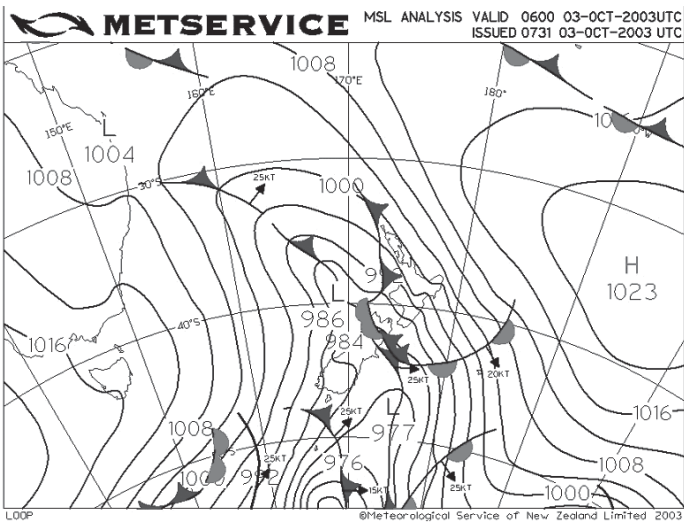 METSERVICE
MSL ANALYSIS VALID 0600 03-OCT-2003UTC
ISSUED 0731 03-OCT-2003 UTC
1008
170°E
160°E
180°
150°E
L
1004
1008
30°S
25KT
1000
H
1023
L
986
984
40°S
1016
25KT
20KT
1016
1008
25KT
L
977
1008
25KT
976
992
15KT
25KT
1000
LOOP
©Meteorological Service of New Zealand Limited 2003